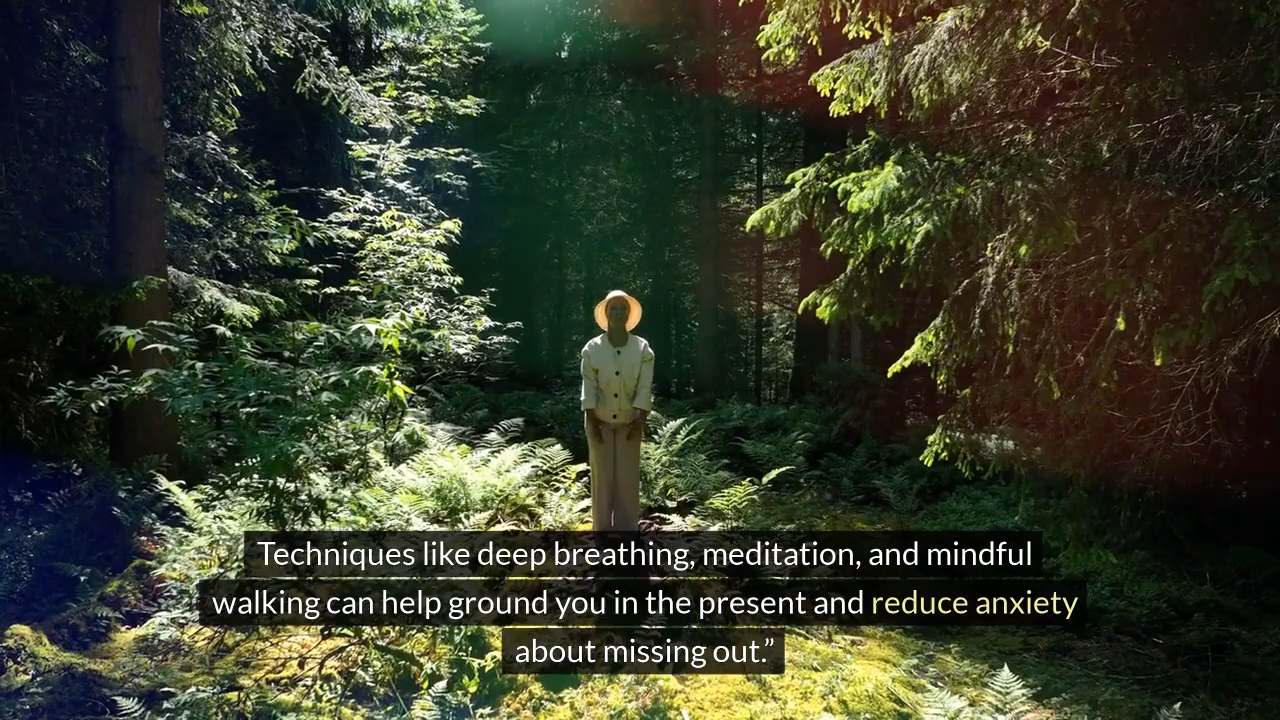 Techniques like deep breathing, meditation, and mindful
walking can help ground you in the present and reduce anxiety
about missing out.”